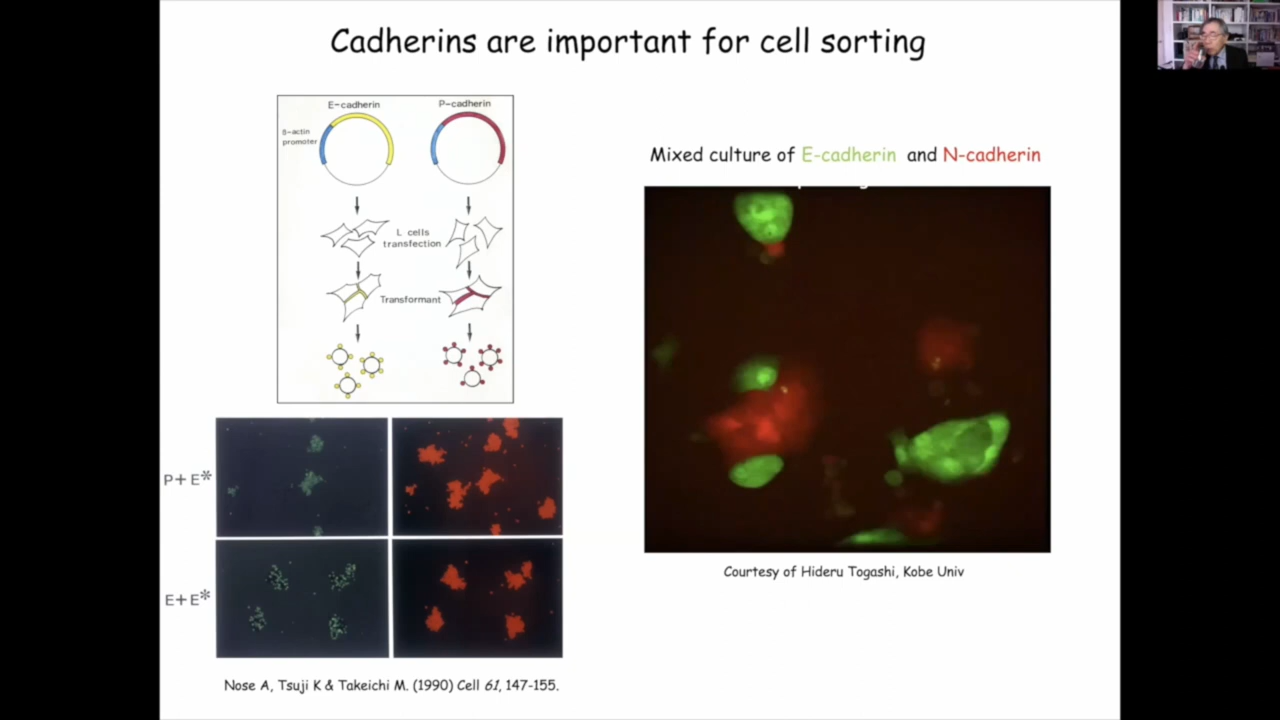 Cadherins are important for cell sorting
E-cadherin
P-cadherin
β-actin
promoter
L cells
transfection
Transformant
P+E*
E+E*
Nose A, Tsuji K & Takeichi M. (1990) Cell 61, 147-155.
Mixed culture of E-cadherin and N-cadherin
Courtesy of Hideru Togashi, Kobe Univ